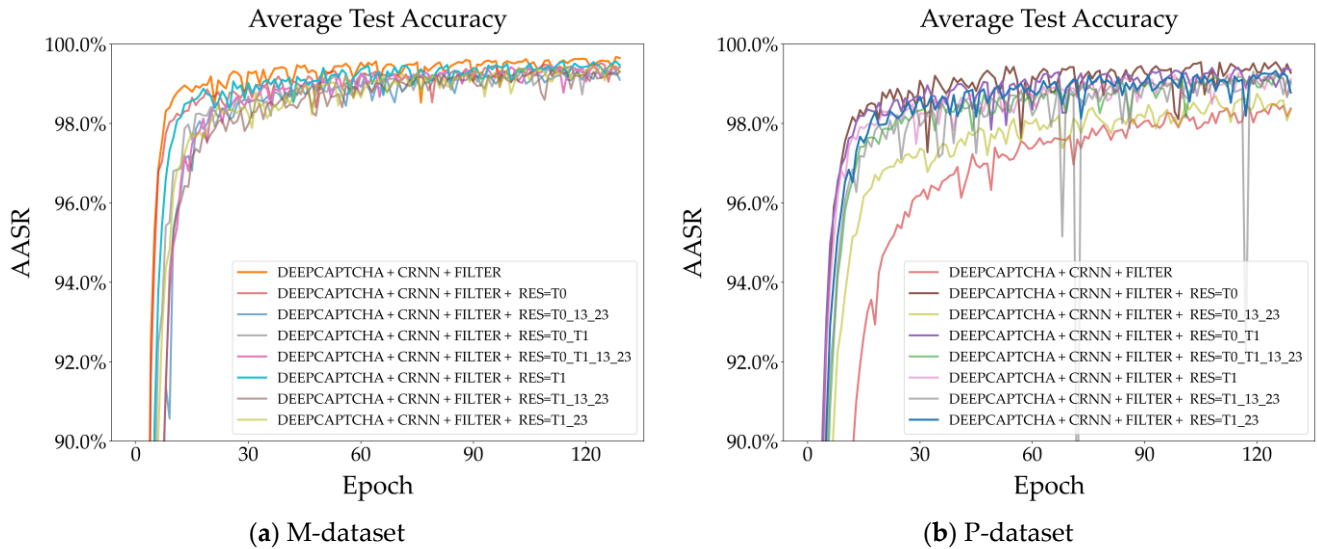 Average Test Accuracy
100.0%
98.0%
96.0%
94.0%
92.0%
90.0%
AASR
DEEPCAPTCHA + CRNN + FILTER
DEEPCAPTCHA + CRNN + FILTER + RES=T0
DEEPCAPTCHA + CRNN + FILTER + RES=T0_13_23
DEEPCAPTCHA + CRNN + FILTER + RES=T0_T1
DEEPCAPTCHA + CRNN + FILTER + RES=T0_T1_13_23
DEEPCAPTCHA + CRNN + FILTER + RES=T1
DEEPCAPTCHA + CRNN + FILTER + RES=T1_13_23
DEEPCAPTCHA + CRNN + FILTER + RES=T1_23
0 30 60 90 120
Epoch
(a) M-dataset
Average Test Accuracy
100.0%
98.0%
96.0%
94.0%
92.0%
90.0%
AASR
DEEPCAPTCHA + CRNN + FILTER
DEEPCAPTCHA + CRNN + FILTER + RES=T0
DEEPCAPTCHA + CRNN + FILTER + RES=T0_13_23
DEEPCAPTCHA + CRNN + FILTER + RES=T0_T1
DEEPCAPTCHA + CRNN + FILTER + RES=T0_T1_13_23
DEEPCAPTCHA + CRNN + FILTER + RES=T1
DEEPCAPTCHA + CRNN + FILTER + RES=T1_13_23
DEEPCAPTCHA + CRNN + FILTER + RES=T1_23
0 30 60 90 120
Epoch
(b) P-dataset